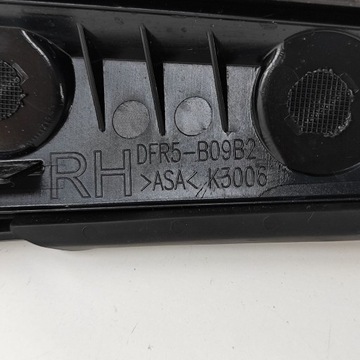 RH DFR5-B09B2
>ASA< K3006